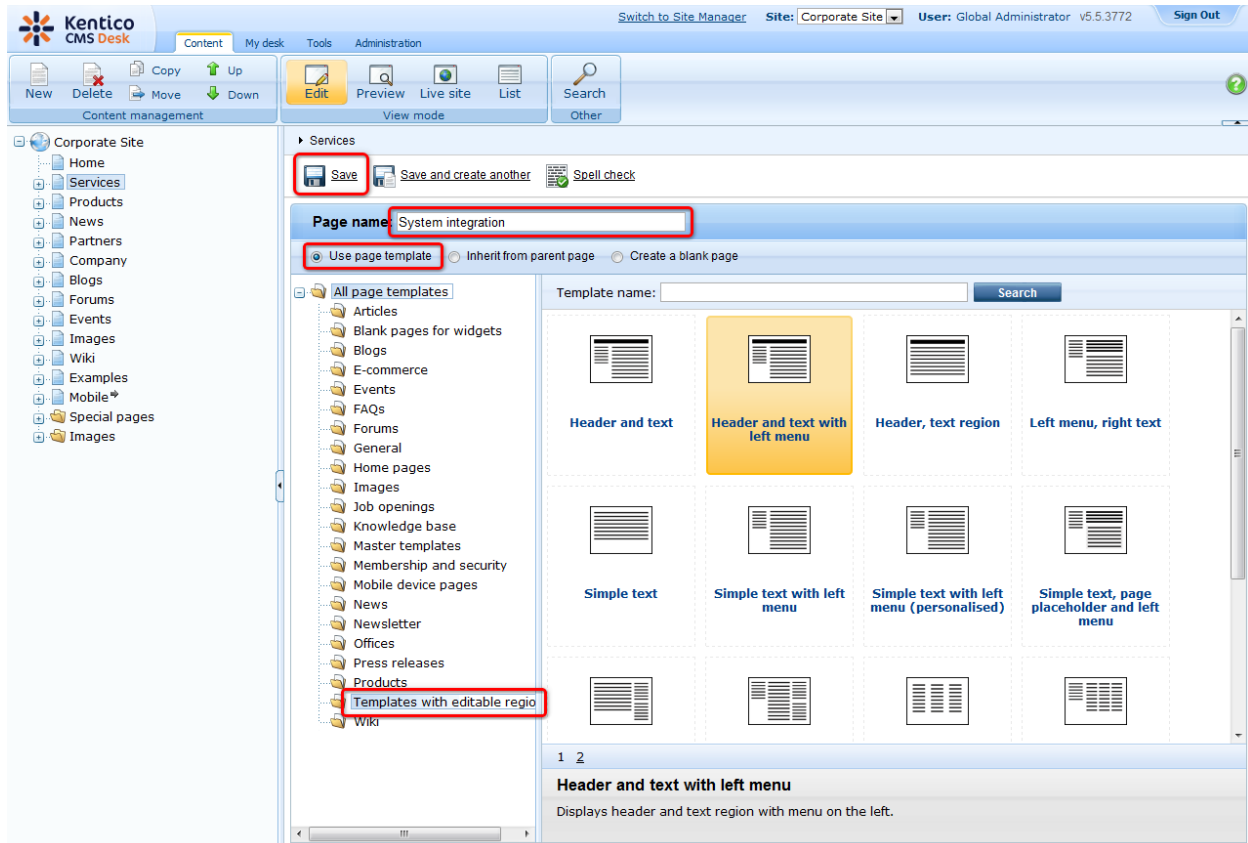 Kentico
CMS Desk
Switch to Site Manager Site: Corporate Site User: Global Administrator v5.5.3772 Sign Out
Content My desk Tools Administration
New Delete Copy Move Up Down
Content management
Edit Preview Live site List
View mode
Search
Other
Corporate Site
Home
Services
Products
News
Partners
Company
Blogs
Forums
Events
Images
Wiki
Examples
Mobile
Special pages
Images
Services
Save Save and create another Spell check
Page name: System integration
Use page template Inherit from parent page Create a blank page
All page templates
Articles
Blank pages for widgets
Blogs
E-commerce
Events
FAQs
Forums
General
Home pages
Images
Job openings
Knowledge base
Master templates
Membership and security
Mobile device pages
News
Newsletter
Offices
Press releases
Products
Templates with editable regio
Wiki
Template name: Search
Header and text
Header and text with
left menu
Header, text region
Left menu, right text
Simple text
Simple text with left
menu
Simple text with left
menu (personalised)
Simple text, page
placeholder and left
menu
1 2
Header and text with left menu
Displays header and text region with menu on the left.